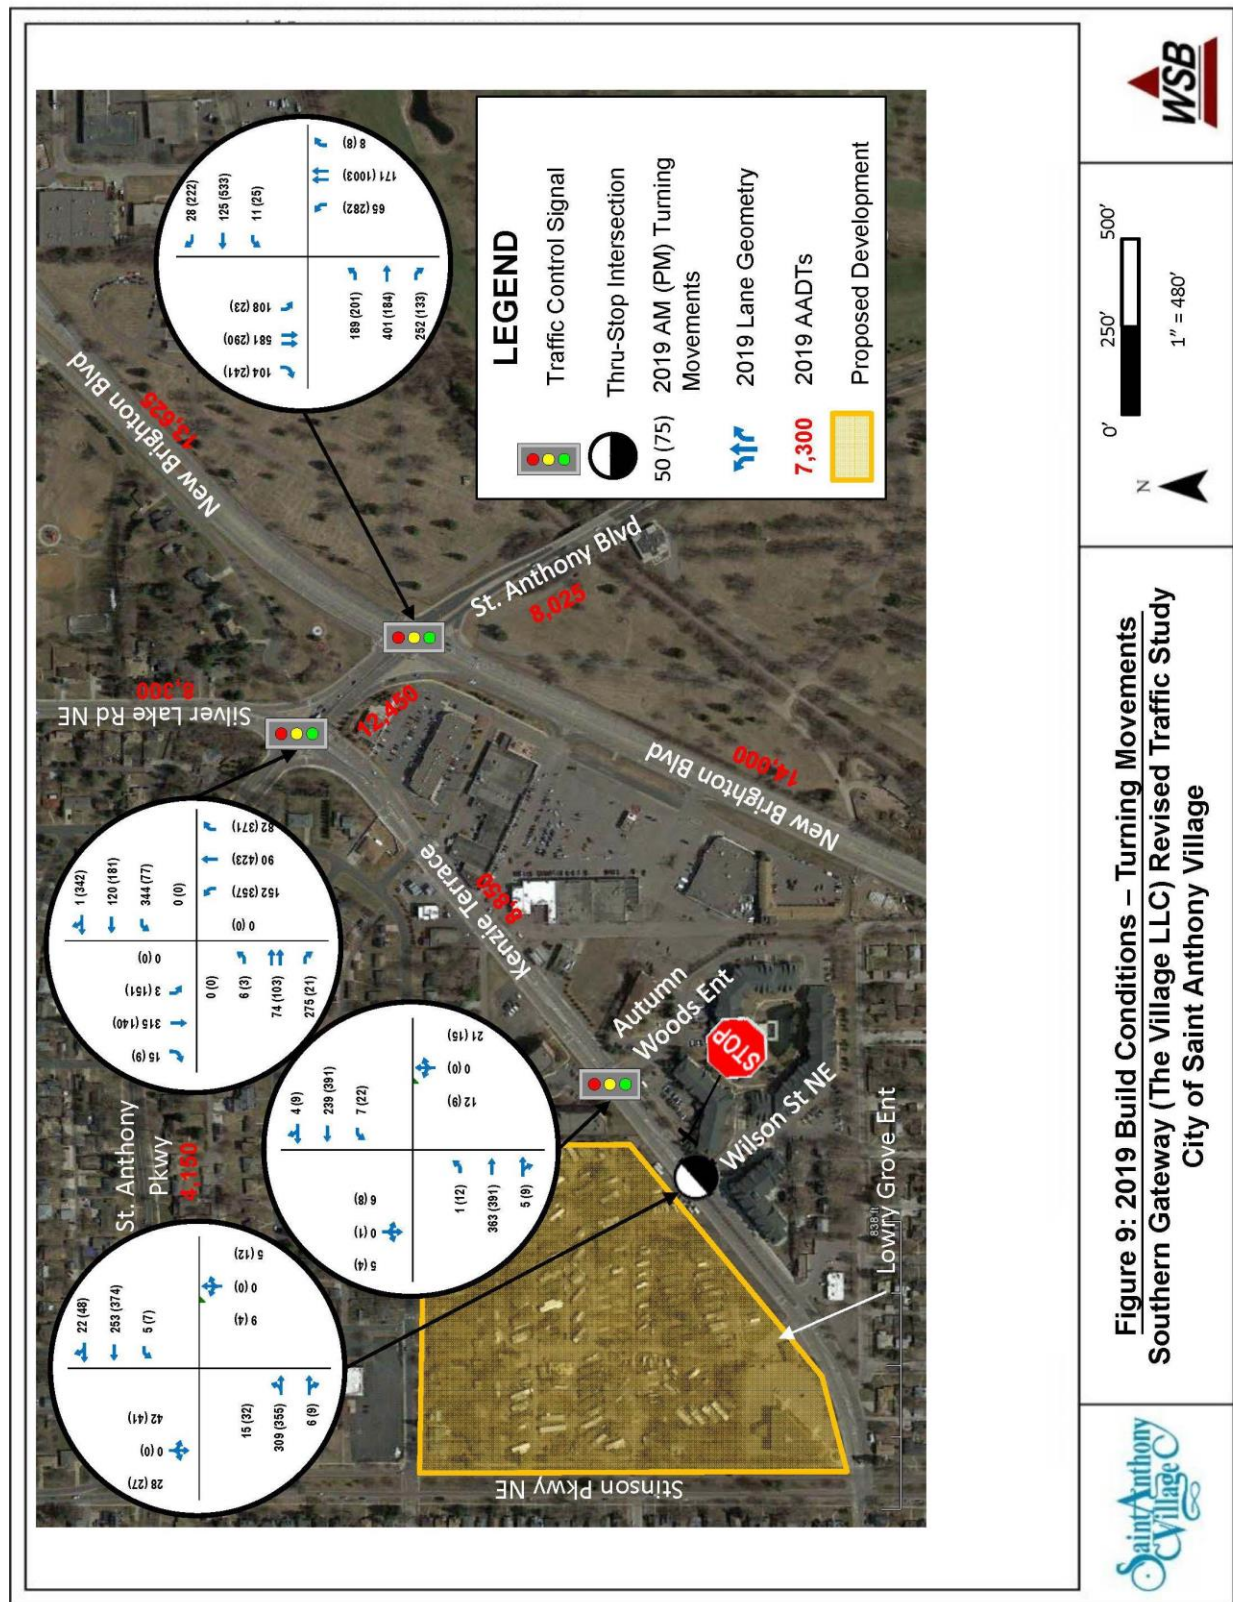 28 (27)
0 (0)
42 (41)
22 (48)
253 (374)
5 (7)
15 (32)
309 (355)
6 (9)
9 (4)
0 (0)
5 (12)
5 (4)
0 (1)
6 (8)
4 (9)
239 (391)
7 (22)
1 (12)
363 (391)
5 (9)
12 (9)
0 (0)
21 (15)
15 (9)
315 (140)
3 (151)
0 (0)
1 (342)
120 (181)
344 (77)
0 (0)
0 (0)
6 (3)
74 (103)
275 (21)
0 (0)
152 (357)
90 (423)
82 (371)
104 (241)
581 (290)
108 (23)
28 (222)
125 (533)
11 (25)
189 (201)
401 (184)
252 (133)
65 (282)
171 (1003)
8 (8)
St. Anthony
Pkwy
4,150
Silver Lake Rd NE
8,300
New Brighton Blvd
13,625
12,450
St. Anthony Blvd
8,025
Kenzie Terrace
8,850
New Brighton Blvd
14,000
Autumn
Woods Ent
STOP
Wilson St NE
Lowry Grove Ent
838 ft
Stinson Pkwy NE
LEGEND
Traffic Control Signal
Thru-Stop Intersection
50 (75)
2019 AM (PM) Turning
Movements
2019 Lane Geometry
7,300
2019 AADTs
Proposed Development
Saint Anthony
Village
Figure 9: 2019 Build Conditions – Turning Movements
Southern Gateway (The Village LLC) Revised Traffic Study
City of Saint Anthony Village
N
0'
250'
500'
1" = 480'
WSB